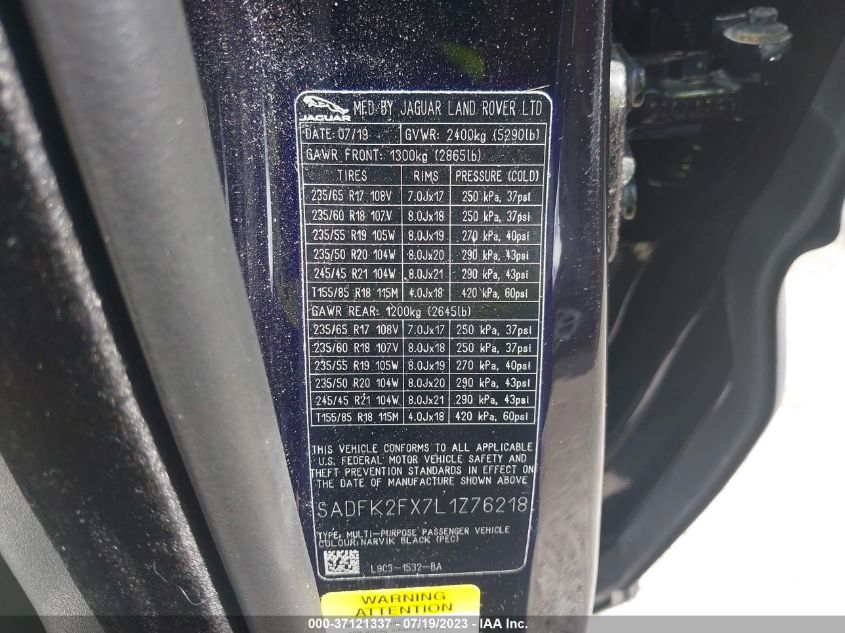 JAGUAR MFD BY JAGUAR LAND ROVER LTD
DATE: 07/19 GVWR: 2400kg (5290lb)
GAWR FRONT: 1300kg (2865lb)
TIRES RIMS PRESSURE (COLD)
235/65 R17 108V 7.0Jx17 250 kPa, 37psi
235/60 R18 107V 8.0Jx18 250 kPa, 37psi
235/55 R19 105W 8.0Jx19 270 kPa, 40psi
235/50 R20 104W 8.0Jx20 290 kPa, 43psi
245/45 R21 104W 8.0Jx21 290 kPa, 43psi
T155/85 R18 115M 4.0Jx18 420 kPa, 60psi
GAWR REAR: 1200kg (2645lb)
235/65 R17 108V 7.0Jx17 250 kPa, 37psi
235/60 R18 107V 8.0Jx18 250 kPa, 37psi
235/55 R19 105W 8.0Jx19 270 kPa, 40psi
235/50 R20 104W 8.0Jx20 290 kPa, 43psi
245/45 R21 104W 8.0Jx21 290 kPa, 43psi
T155/85 R18 115M 4.0Jx18 420 kPa, 60psi
THIS VEHICLE CONFORMS TO ALL APPLICABLE
U.S. FEDERAL MOTOR VEHICLE SAFETY AND
THEFT PREVENTION STANDARDS IN EFFECT ON
THE DATE OF MANUFACTURE SHOWN ABOVE
SADFK2FX7L1Z76218
TYPE: MULTI-PURPOSE PASSENGER VEHICLE
COLOUR: NARVIK BLACK (PEC)
L9C3-1532-BA
WARNING
ATTENTION
000-37121337 - 07/19/2023 - IAAI.COM